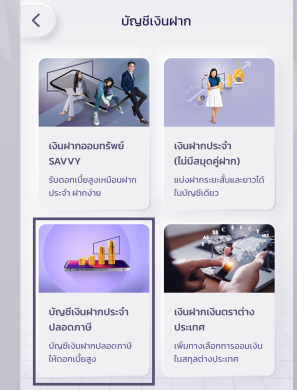 บัญชีเงินฝาก
เงินฝากออมทรัพย์
SAVVY
รับดอกเบี้ยสูงเหมือนฝาก
ประจำ ฝากง่าย
เงินฝากประจำ
(ไม่มีสมุดคู่ฝาก)
แบ่งฝากระยะสั้นและยาวได้
ในบัญชีเดียว
บัญชีเงินฝากประจำ
ปลอดภาษี
บัญชีเงินฝากปลอดภาษี
ให้ดอกเบี้ยสูง
เงินฝากเงินตราต่าง
ประเทศ
เพิ่มทางเลือกการออมเงิน
ในสกุลต่างประเทศ